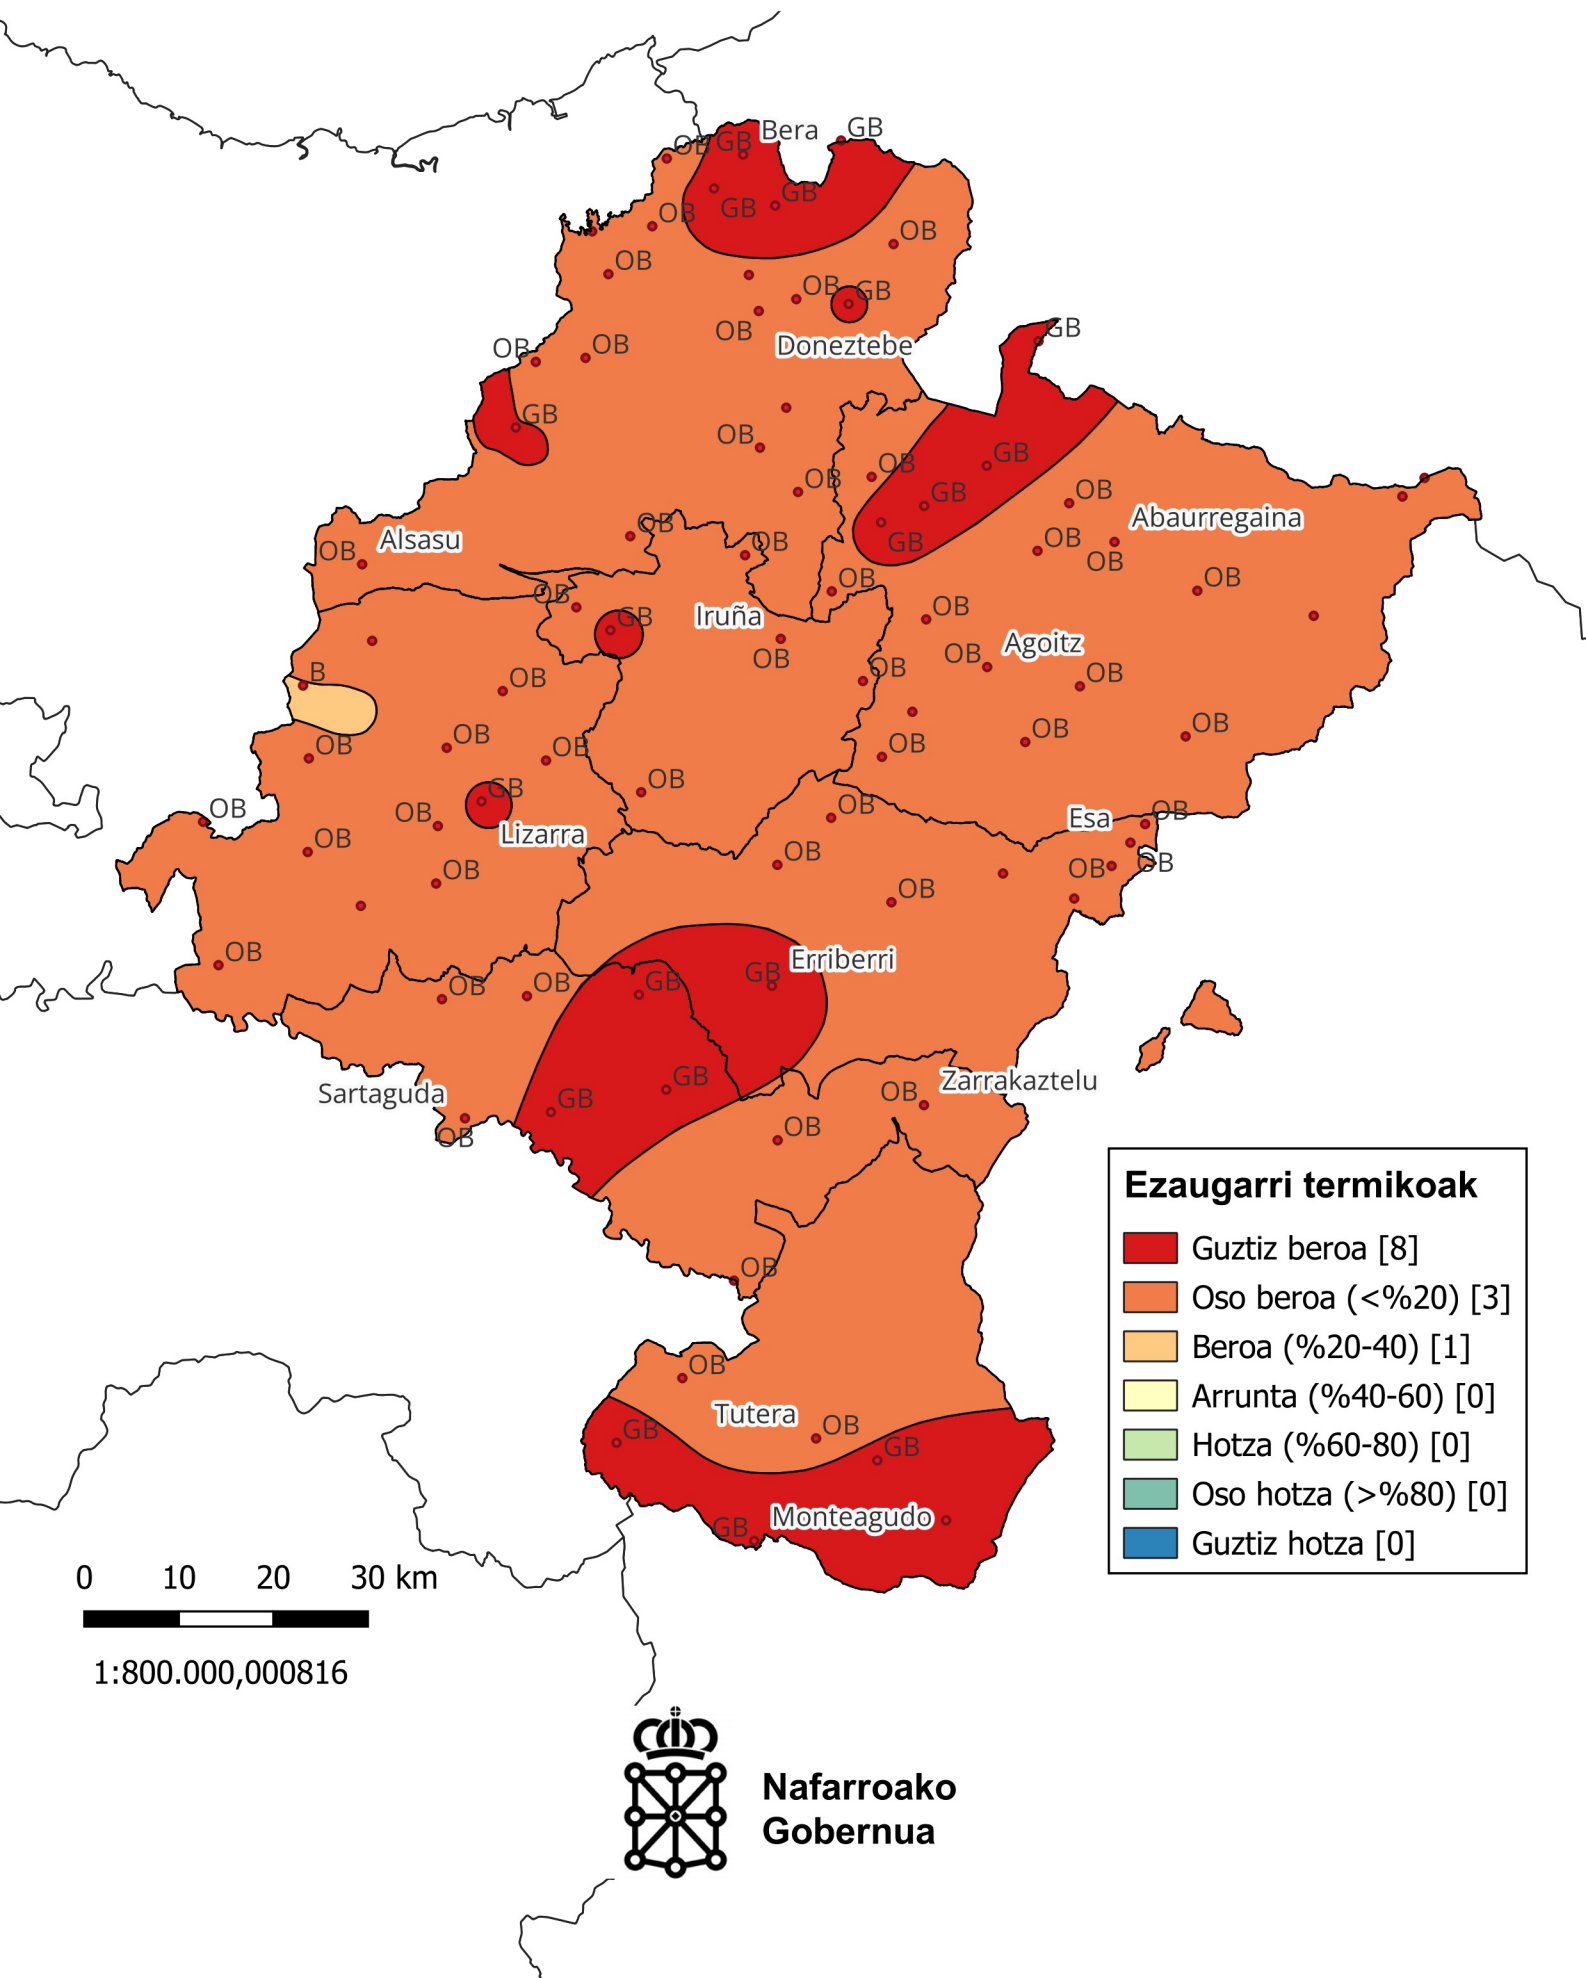 Bera
GB
OB
GB
GB
GB
OB
OB
OB
OB
GB
OB
Doneztebe
GB
OB
OB
GB
OB
GB
OB
OB
GB
OB
Abaurregaina
OB
Alsasu
OB
OB
GB
OB
OB
OB
OB
OB
GB
Iruña
OB
Agoitz
OB
OB
OB
B
OB
OB
OB
OB
OB
OB
OB
OB
GB
OB
OB
OB
Esa
OB
OB
Lizarra
OB
OB
OB
OB
OB
OB
OB
Erriberri
GB
GB
OB
OB
Sartaguda
GB
GB
Zarrakaztelu
OB
OB
OB
OB
OB
Tutera
OB
GB
GB
Monteagudo
GB
Ezaugarri termikoak
Guztiz beroa [8]
Oso beroa (<%20) [3]
Beroa (%20-40) [1]
Arrunta (%40-60) [0]
Hotza (%60-80) [0]
Oso hotza (>%80) [0]
Guztiz hotza [0]
0 10 20 30 km
1:800.000,000816
Nafarroako
Gobernua